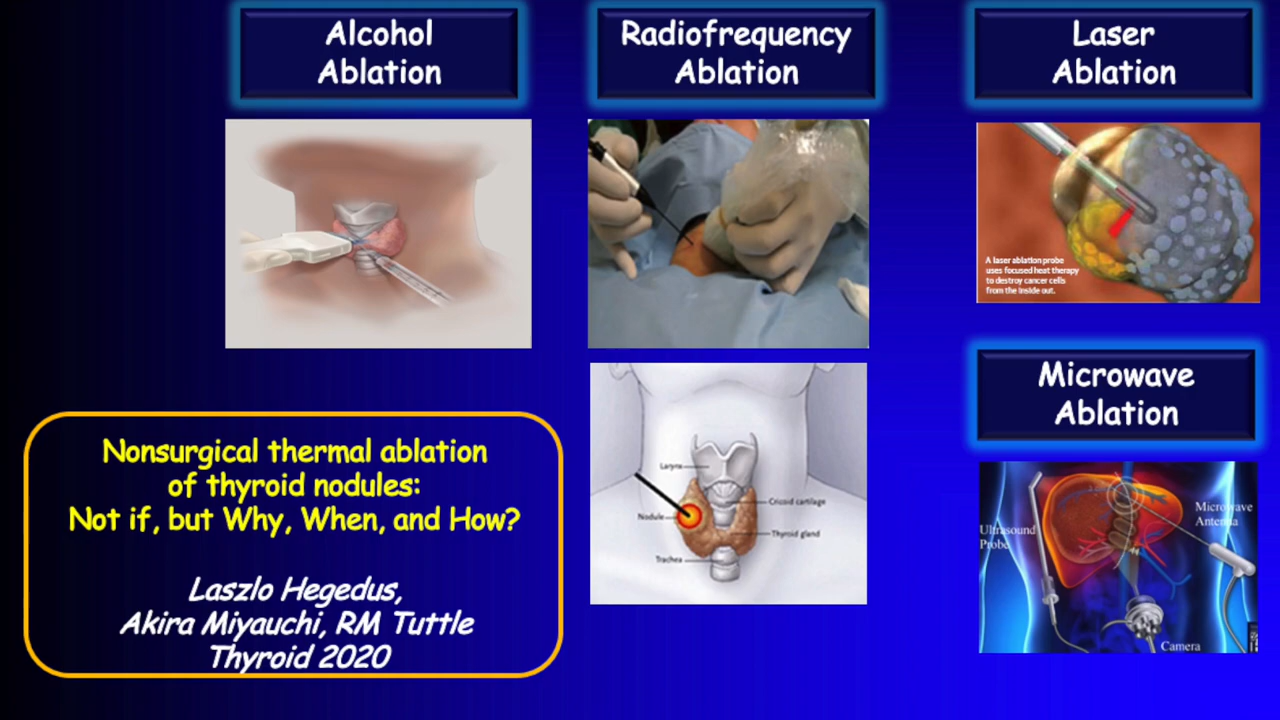 Alcohol
Ablation
Radiofrequency
Ablation
Laser
Ablation
A laser ablation probe
uses focused heat therapy
to destroy cancer cells
from the inside out.
Larynx
Cricoid cartilage
Nodule
Thyroid gland
Trachea
Microwave
Ablation
Ultrasound
Probe
Microwave
Antenna
Camera
Nonsurgical thermal ablation
of thyroid nodules:
Not if, but Why, When, and How?
Laszlo Hegedus,
Akira Miyauchi, RM Tuttle
Thyroid 2020